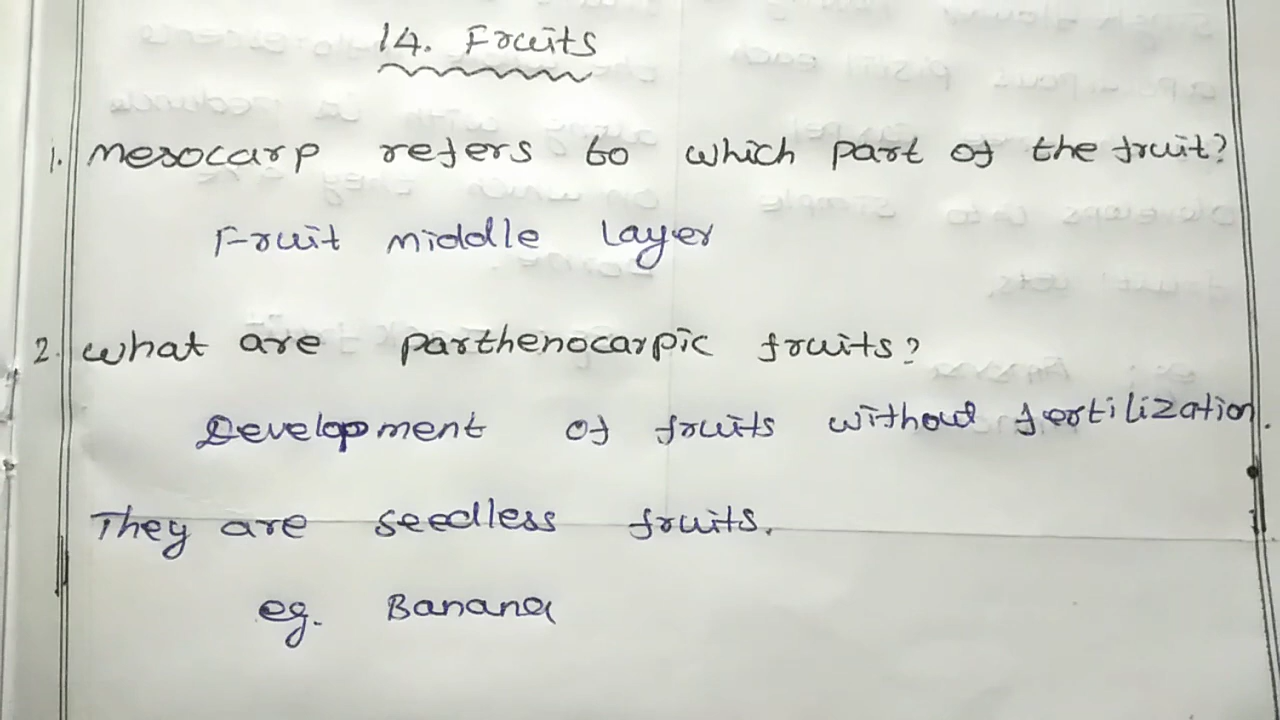 14. Fruits
1. Mesocarp refers to which part of the fruit?
Fruit middle layer
2. What are parthenocarpic fruits?
Development of fruits without fertilization.
They are seedless fruits.
eg. Banana